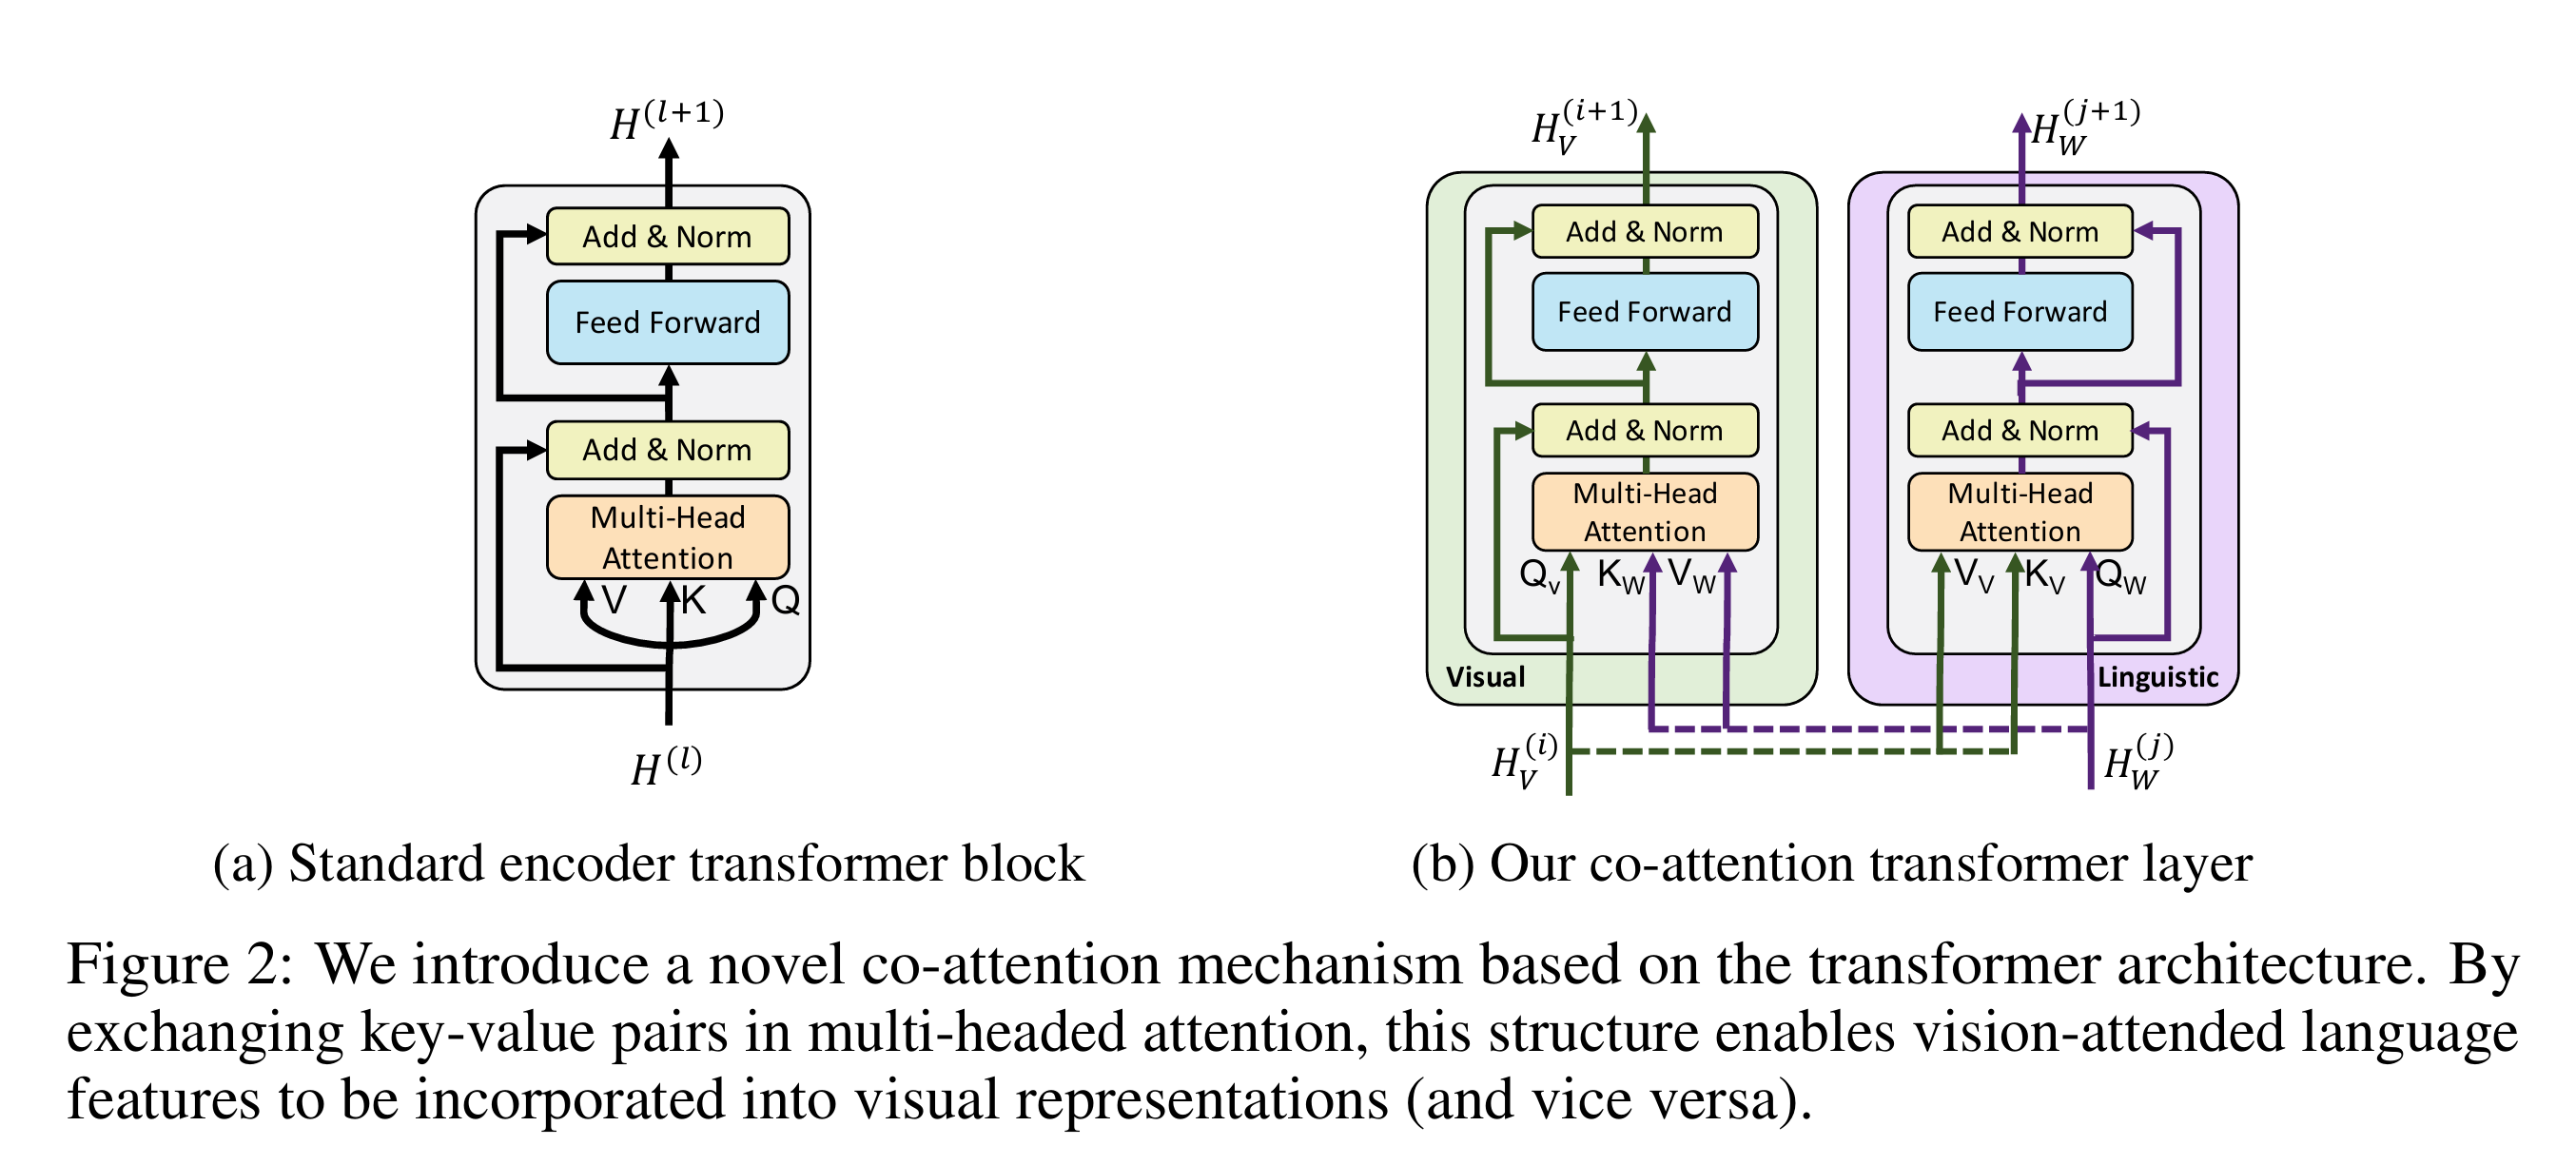 H^(l+1)
Add & Norm
Feed Forward
Add & Norm
Multi-Head
Attention
V K Q
H^(l)
(a) Standard encoder transformer block
H_V^(i+1)
Add & Norm
Feed Forward
Add & Norm
Multi-Head
Attention
Q_v K_W V_W
Visual
H_V^(i)
H_W^(j+1)
Add & Norm
Feed Forward
Add & Norm
Multi-Head
Attention
V_V K_V Q_W
Linguistic
H_W^(j)
(b) Our co-attention transformer layer
Figure 2: We introduce a novel co-attention mechanism based on the transformer architecture. By
exchanging key-value pairs in multi-headed attention, this structure enables vision-attended language
features to be incorporated into visual representations (and vice versa).